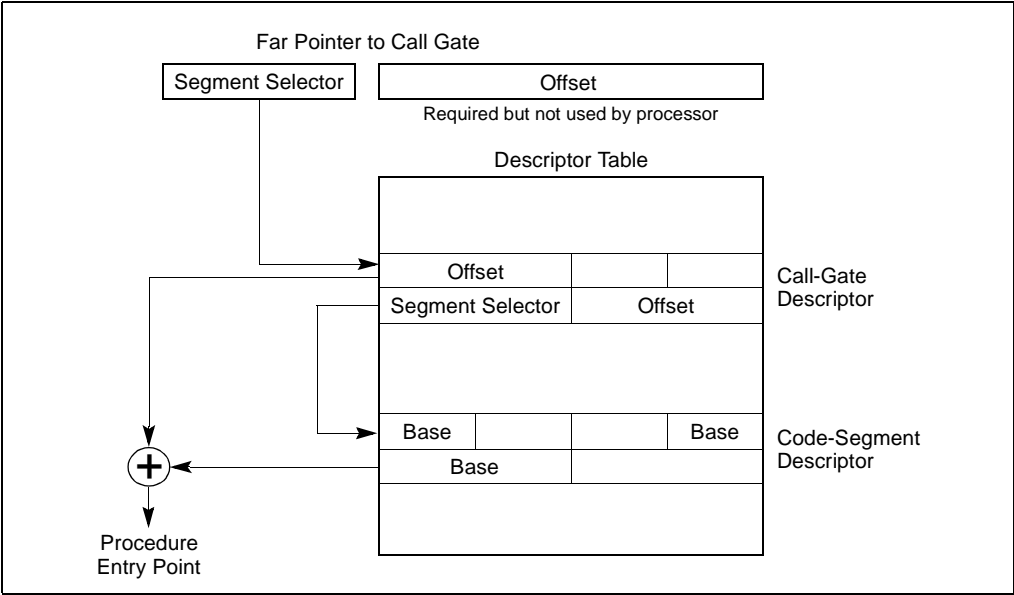 Far Pointer to Call Gate
Segment Selector
Offset
Required but not used by processor
Descriptor Table
Offset
Call-Gate
Descriptor
Segment Selector
Offset
Base
Base
Code-Segment
Descriptor
Base
+
Procedure
Entry Point